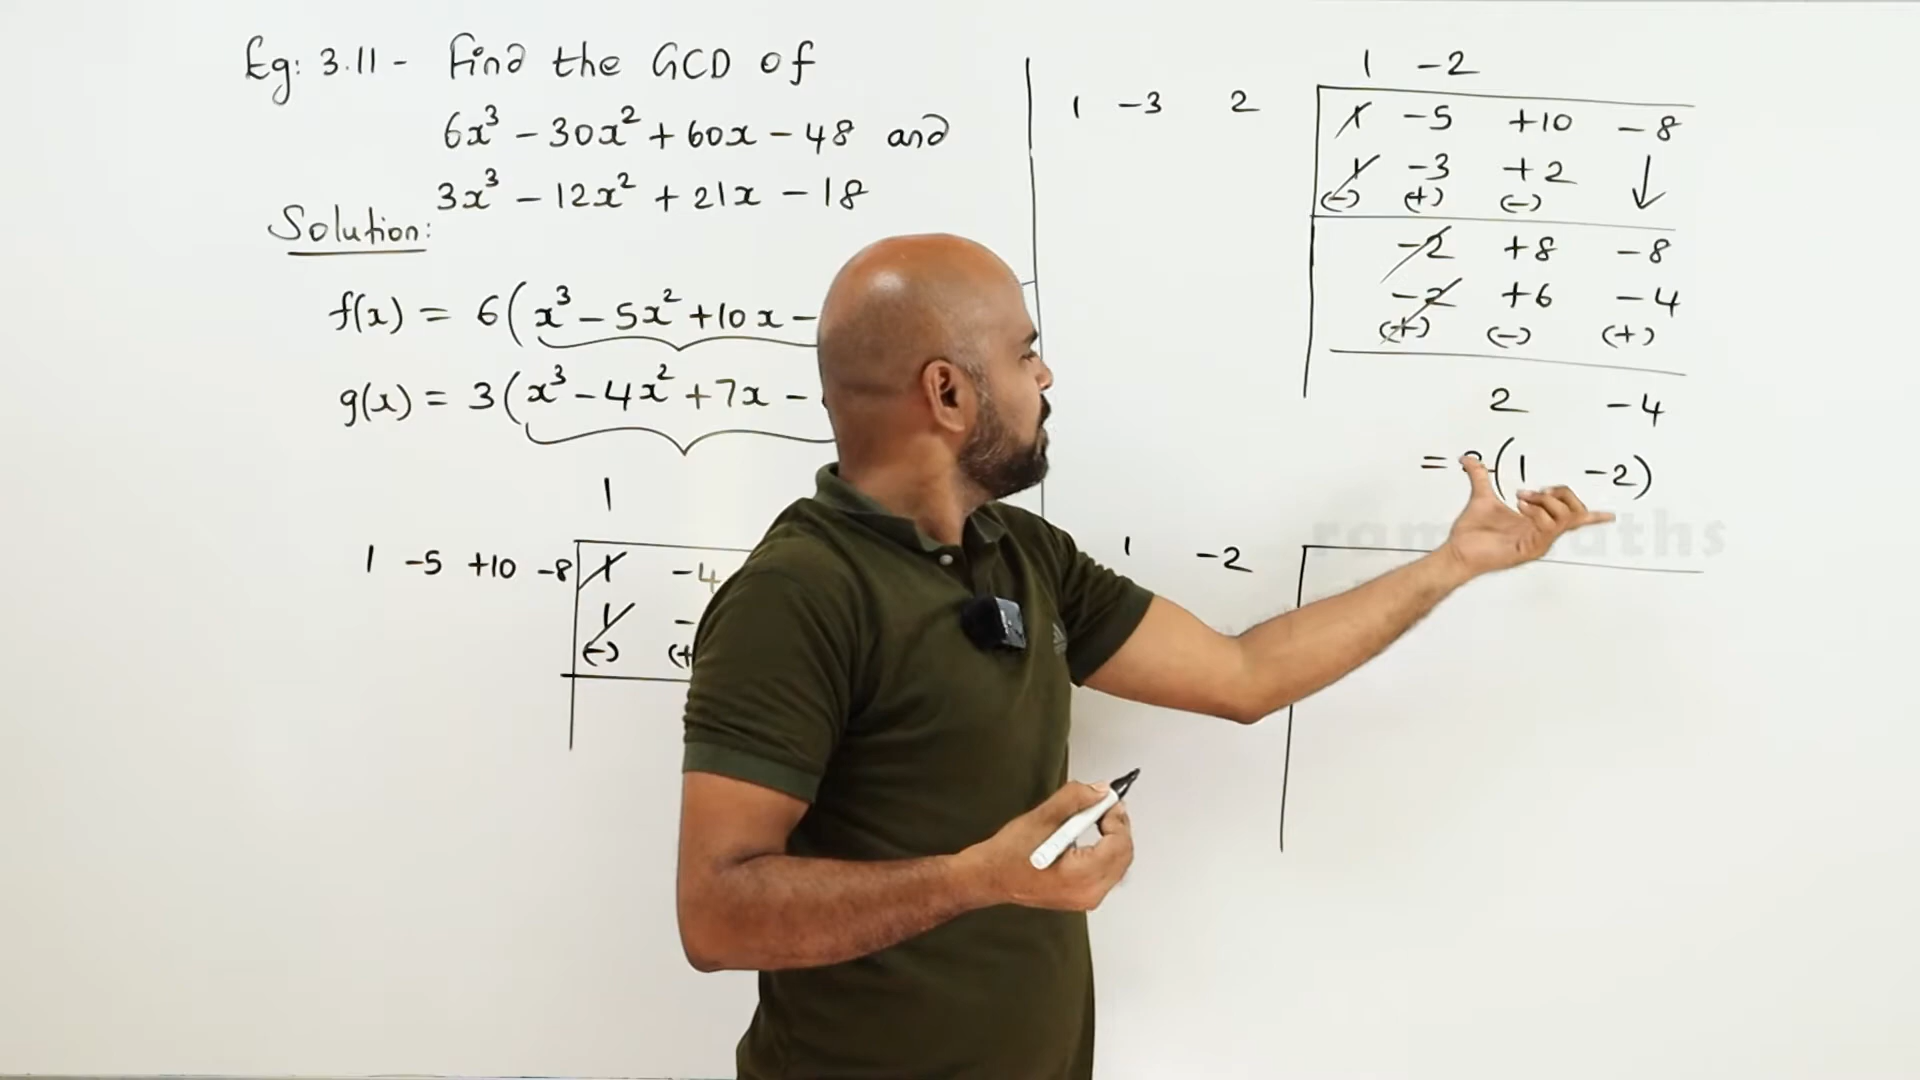 Eg: 3.11 - Find the GCD of
6x³ - 30x² + 60x - 48 and
3x³ - 12x² + 21x - 18
Solution:
f(x) = 6(x³ - 5x² + 10x -
g(x) = 3(x³ - 4x² + 7x -
1
1 -5 +10 -8 1 -4
1 -
(-) (+
1 -2
1 -3 2 1 -5 +10 -8
1 -3 +2 ↓
(-) (+) (-)
-2 +8 -8
-2 +6 -4
(+) (-) (+)
2 -4
= (1 -2)
1 -2